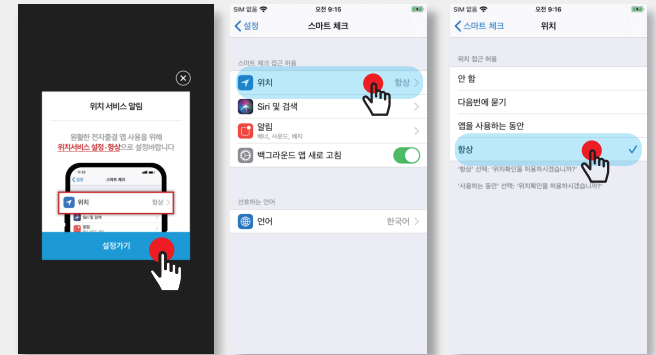 위치 서비스 알림
원활한 전자출결 앱 사용을 위해
위치서비스 설정-항상으로 설정바랍니다
설정
스마트 체크
위치
항상
설정가기
SIM 없음
오전 9:15
설정
스마트 체크
스마트 체크 접근 허용
위치
항상
Siri 및 검색
알림
배너, 사운드, 배지
백그라운드 앱 새로 고침
선호하는 언어
언어
한국어
SIM 없음
오전 9:16
스마트 체크
위치
위치 접근 허용
안 함
다음번에 묻기
앱을 사용하는 동안
항상
'항상' 선택: '위치확인을 허용하시겠습니까?'
'사용하는 동안' 선택: '위치확인을 허용하시겠습니까?'